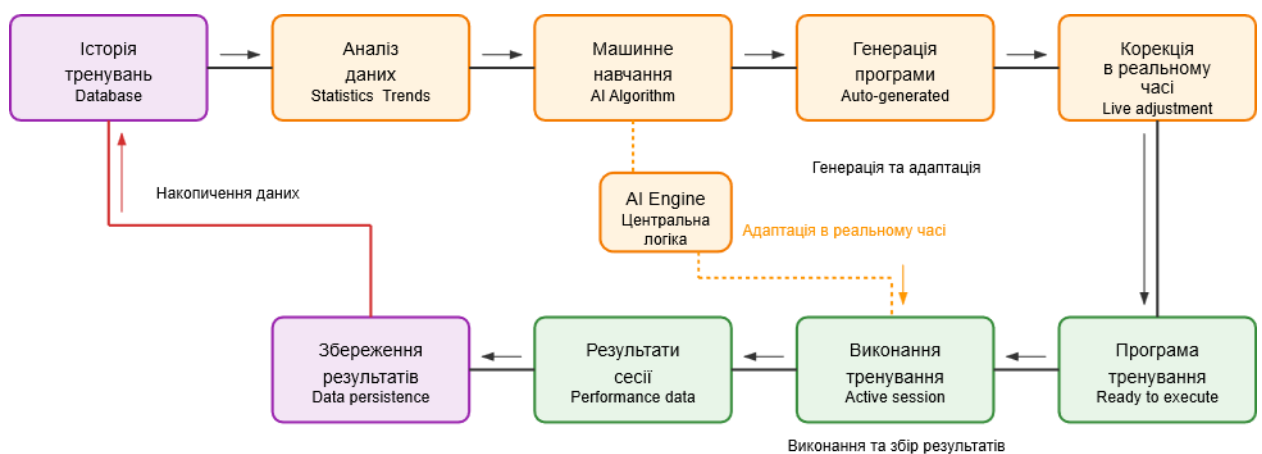 Історія
тренувань
Database
Аналіз
даних
Statistics Trends
Машинне
навчання
AI Algorithm
Генерація
програми
Auto-generated
Корекція
в реальному
часі
Live adjustment
Генерація та адаптація
Накопичення даних
AI Engine
Центральна
логіка
Адаптація в реальному часі
Збереження
результатів
Data persistence
Результати
сесії
Performance data
Виконання
тренування
Active session
Програма
тренування
Ready to execute
Виконання та збір результатів